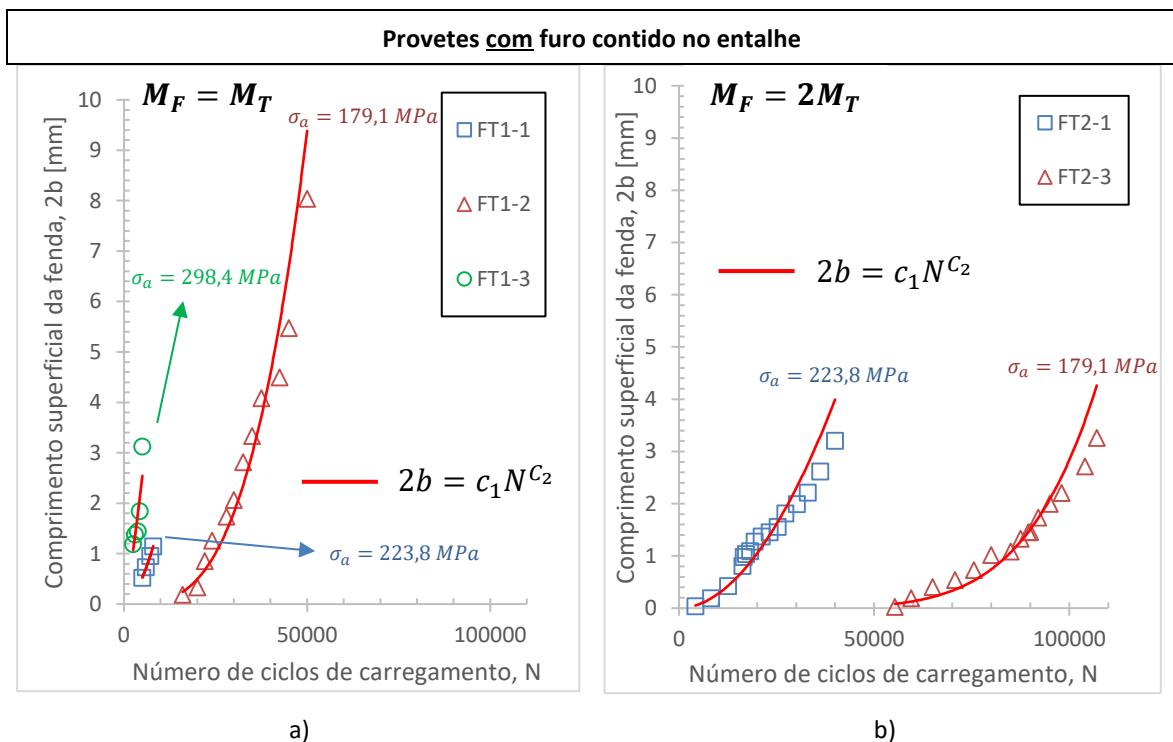 Provetes com furo contido no entalhe
M_F = M_T
σ_a = 179,1 MPa
FT1-1
FT1-2
FT1-3
σ_a = 298,4 MPa
2b = c₁N^C₂
σ_a = 223,8 MPa
10
9
8
7
6
5
4
3
2
1
0
0
50000
100000
Comprimento superficial da fenda, 2b [mm]
Número de ciclos de carregamento, N
a)
M_F = 2M_T
FT2-1
FT2-3
2b = c₁N^C₂
σ_a = 223,8 MPa
σ_a = 179,1 MPa
10
9
8
7
6
5
4
3
2
1
0
0
50000
100000
Comprimento superficial da fenda, 2b [mm]
Número de ciclos de carregamento, N
b)